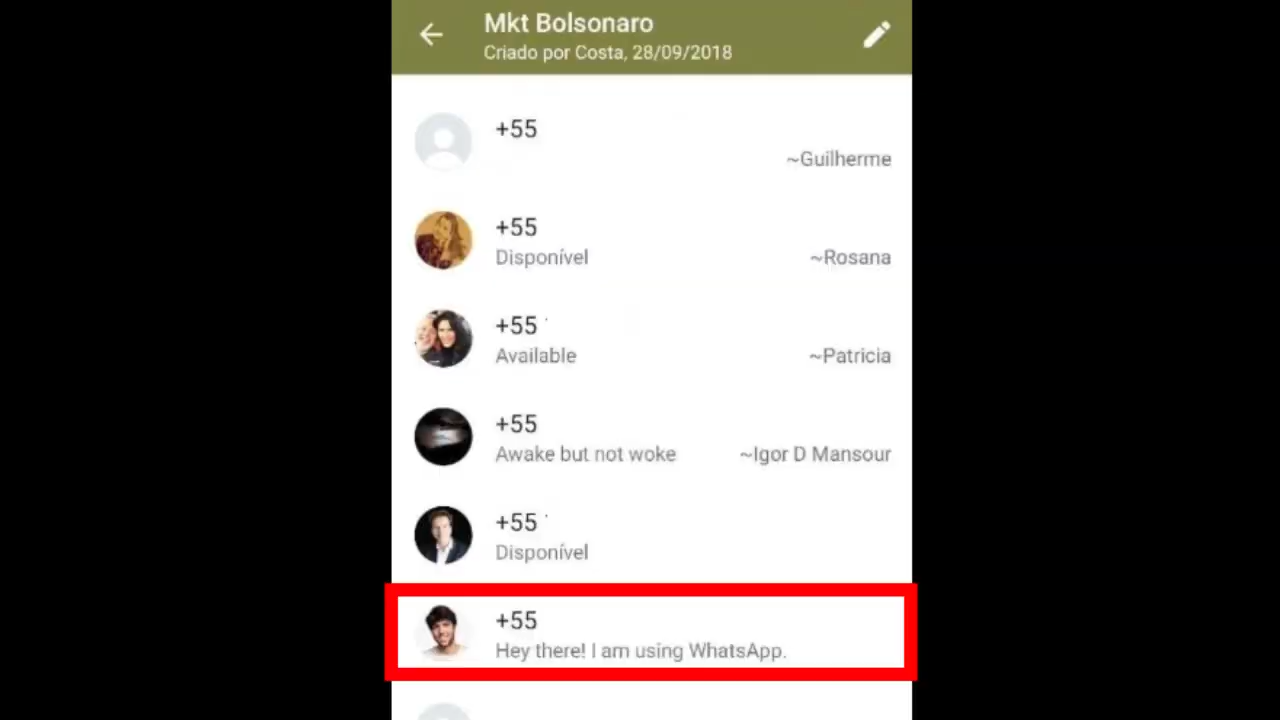 Mkt Bolsonaro
Criado por Costa, 28/09/2018
+55
~Guilherme
+55
Disponível ~Rosana
+55
Available ~Patricia
+55
Awake but not woke ~Igor D Mansour
+55
Disponível
+55
Hey there! I am using WhatsApp.